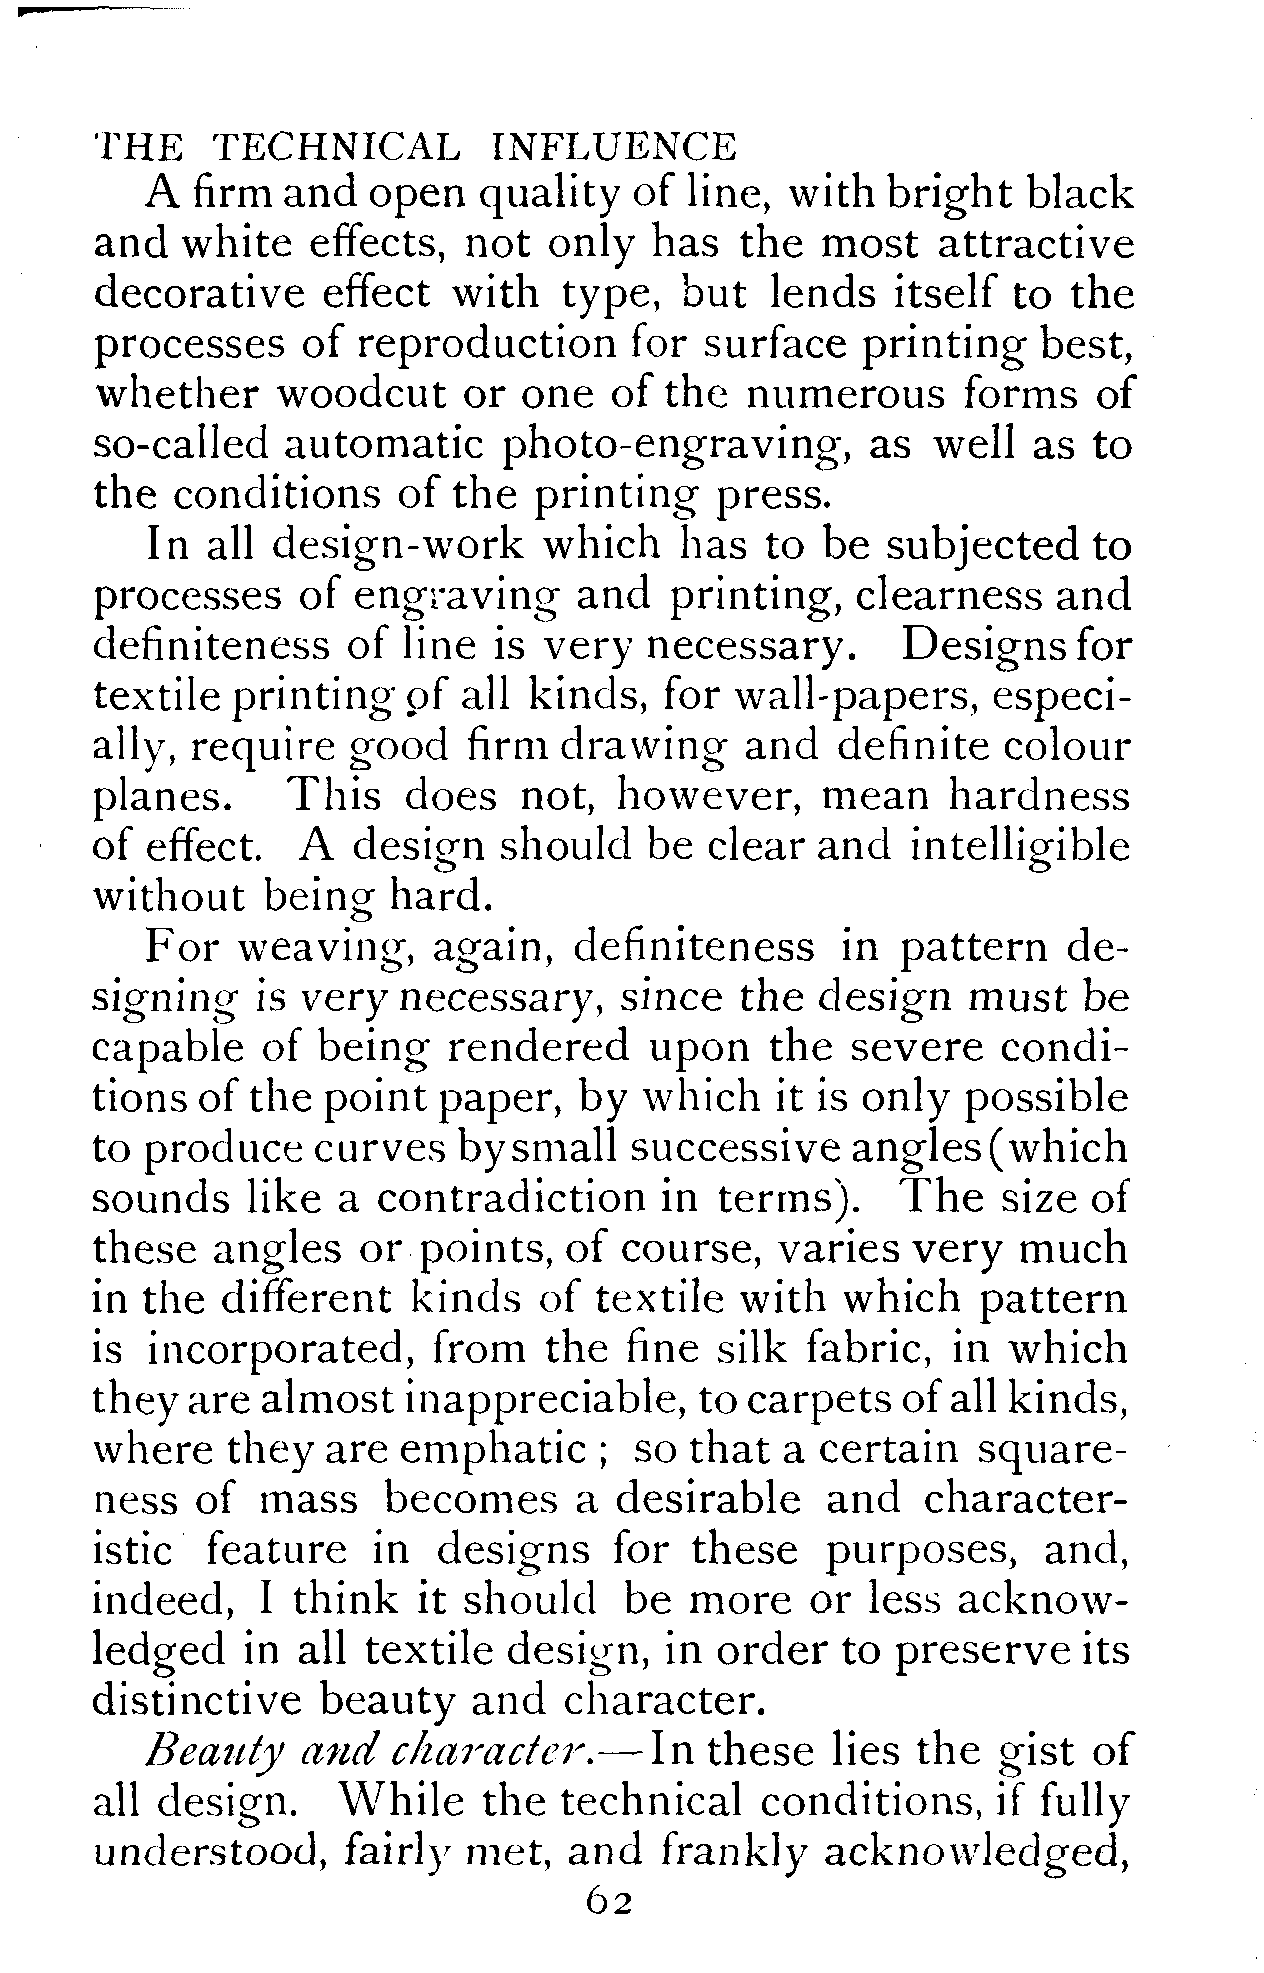 THE TECHNICAL INFLUENCE
A firm and open quality of line, with bright black
and white effects, not only has the most attractive
decorative effect with type, but lends itself to the
processes of reproduction for surface printing best,
whether woodcut or one of the numerous forms of
so-called automatic photo-engraving, as well as to
the conditions of the printing press.
In all design-work which has to be subjected to
processes of engraving and printing, clearness and
definiteness of line is very necessary. Designs for
textile printing of all kinds, for wall-papers, especi-
ally, require good firm drawing and definite colour
planes. This does not, however, mean hardness
of effect. A design should be clear and intelligible
without being hard.
For weaving, again, definiteness in pattern de-
signing is very necessary, since the design must be
capable of being rendered upon the severe condi-
tions of the point paper, by which it is only possible
to produce curves by small successive angles (which
sounds like a contradiction in terms). The size of
these angles or points, of course, varies very much
in the different kinds of textile with which pattern
is incorporated, from the fine silk fabric, in which
they are almost inappreciable, to carpets of all kinds,
where they are emphatic ; so that a certain square-
ness of mass becomes a desirable and character-
istic feature in designs for these purposes, and,
indeed, I think it should be more or less acknow-
ledged in all textile design, in order to preserve its
distinctive beauty and character.
Beauty and character.—In these lies the gist of
all design. While the technical conditions, if fully
understood, fairly met, and frankly acknowledged,
62